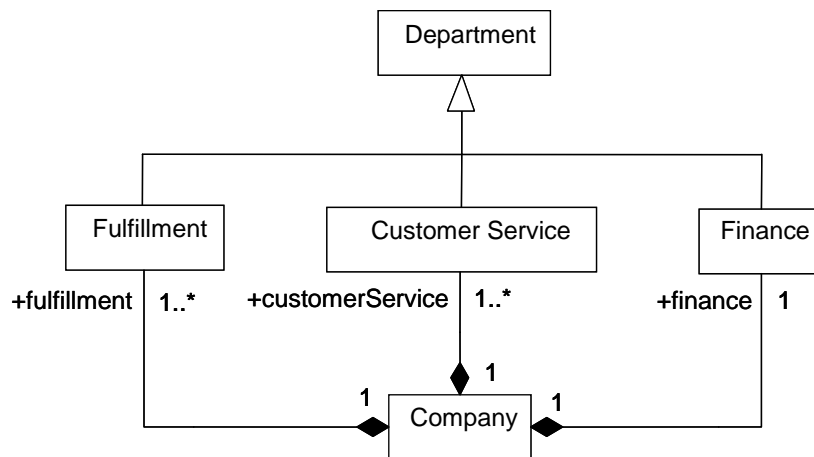 Department
Fulfillment
Customer Service
Finance
+fulfillment 1..*
+customerService 1..*
+finance 1
1
1
1
Company